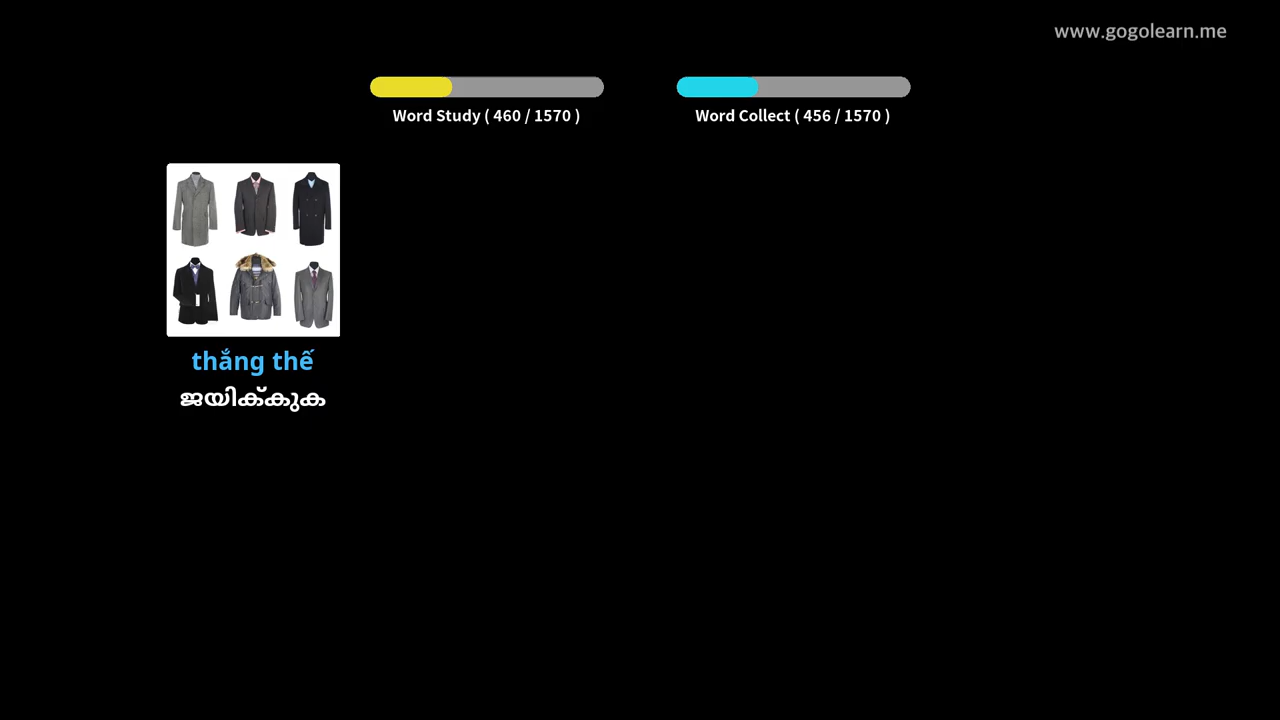 www.gogolearn.me
Word Study ( 460 / 1570 )
Word Collect ( 456 / 1570 )
thắng thế
ജയിക്കുക